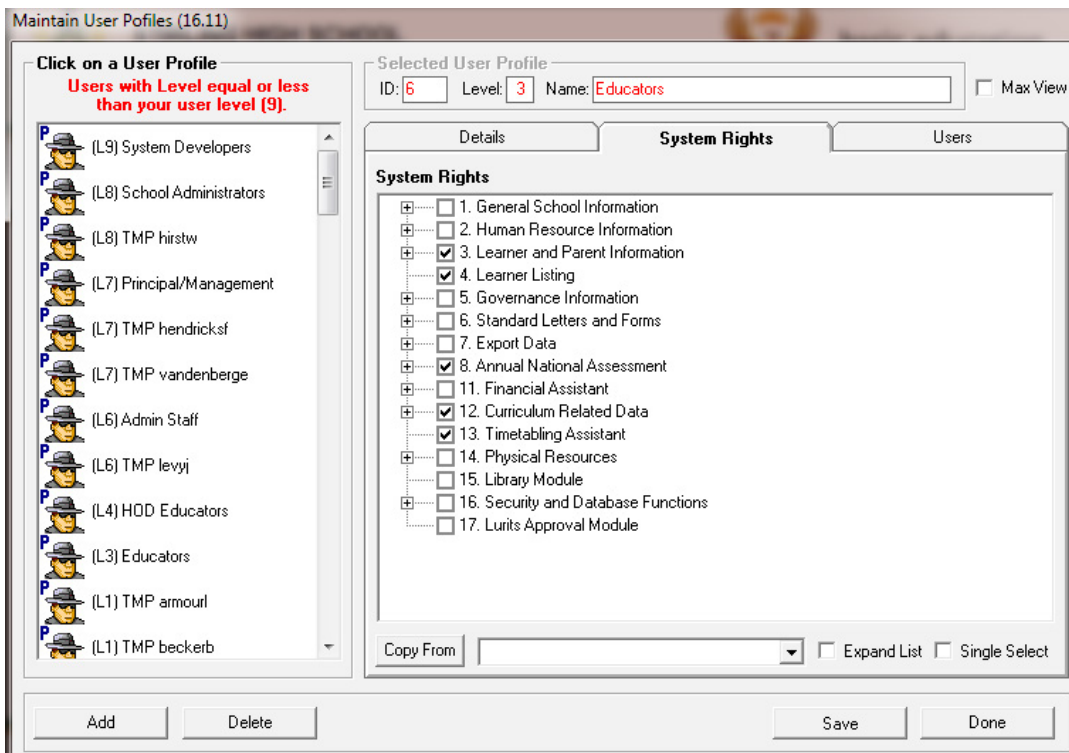 Maintain User Pofiles (16.11)
HIGH SCHOOL
Click on a User Profile
Users with Level equal or less
than your user level (9).
P (L9) System Developers
P (L8) School Administrators
P (L8) TMP hirstw
P (L7) Principal/Management
P (L7) TMP hendricksf
P (L7) TMP vandenberge
P (L6) Admin Staff
P (L6) TMP levyj
P (L4) HOD Educators
P (L3) Educators
P (L1) TMP armourl
P (L1) TMP beckerb
Selected User Profile
ID: 6 Level: 3 Name: Educators
Max View
Details System Rights Users
System Rights
1. General School Information
2. Human Resource Information
3. Learner and Parent Information
4. Learner Listing
5. Governance Information
6. Standard Letters and Forms
7. Export Data
8. Annual National Assessment
11. Financial Assistant
12. Curriculum Related Data
13. Timetabling Assistant
14. Physical Resources
15. Library Module
16. Security and Database Functions
17. Lurits Approval Module
Copy From Expand List Single Select
Add Delete Save Done